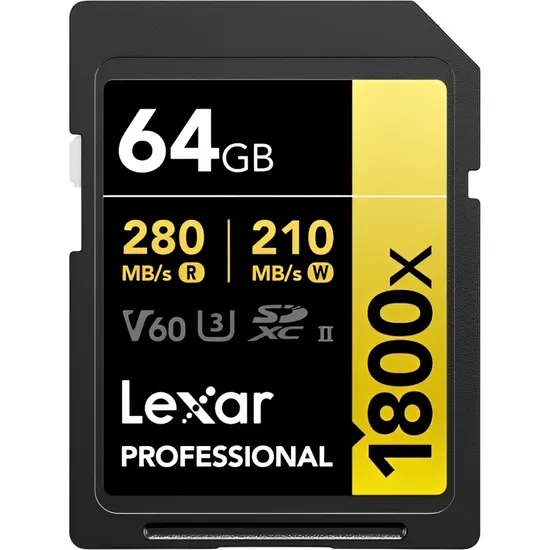 64GB
280 MB/s R | 210 MB/s W
V60 U3 SDXC II
Lexar
PROFESSIONAL
1800x